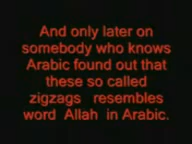 And only later on
somebody who knows
Arabic found out that
these so called
zigzags resembles
word Allah in Arabic.